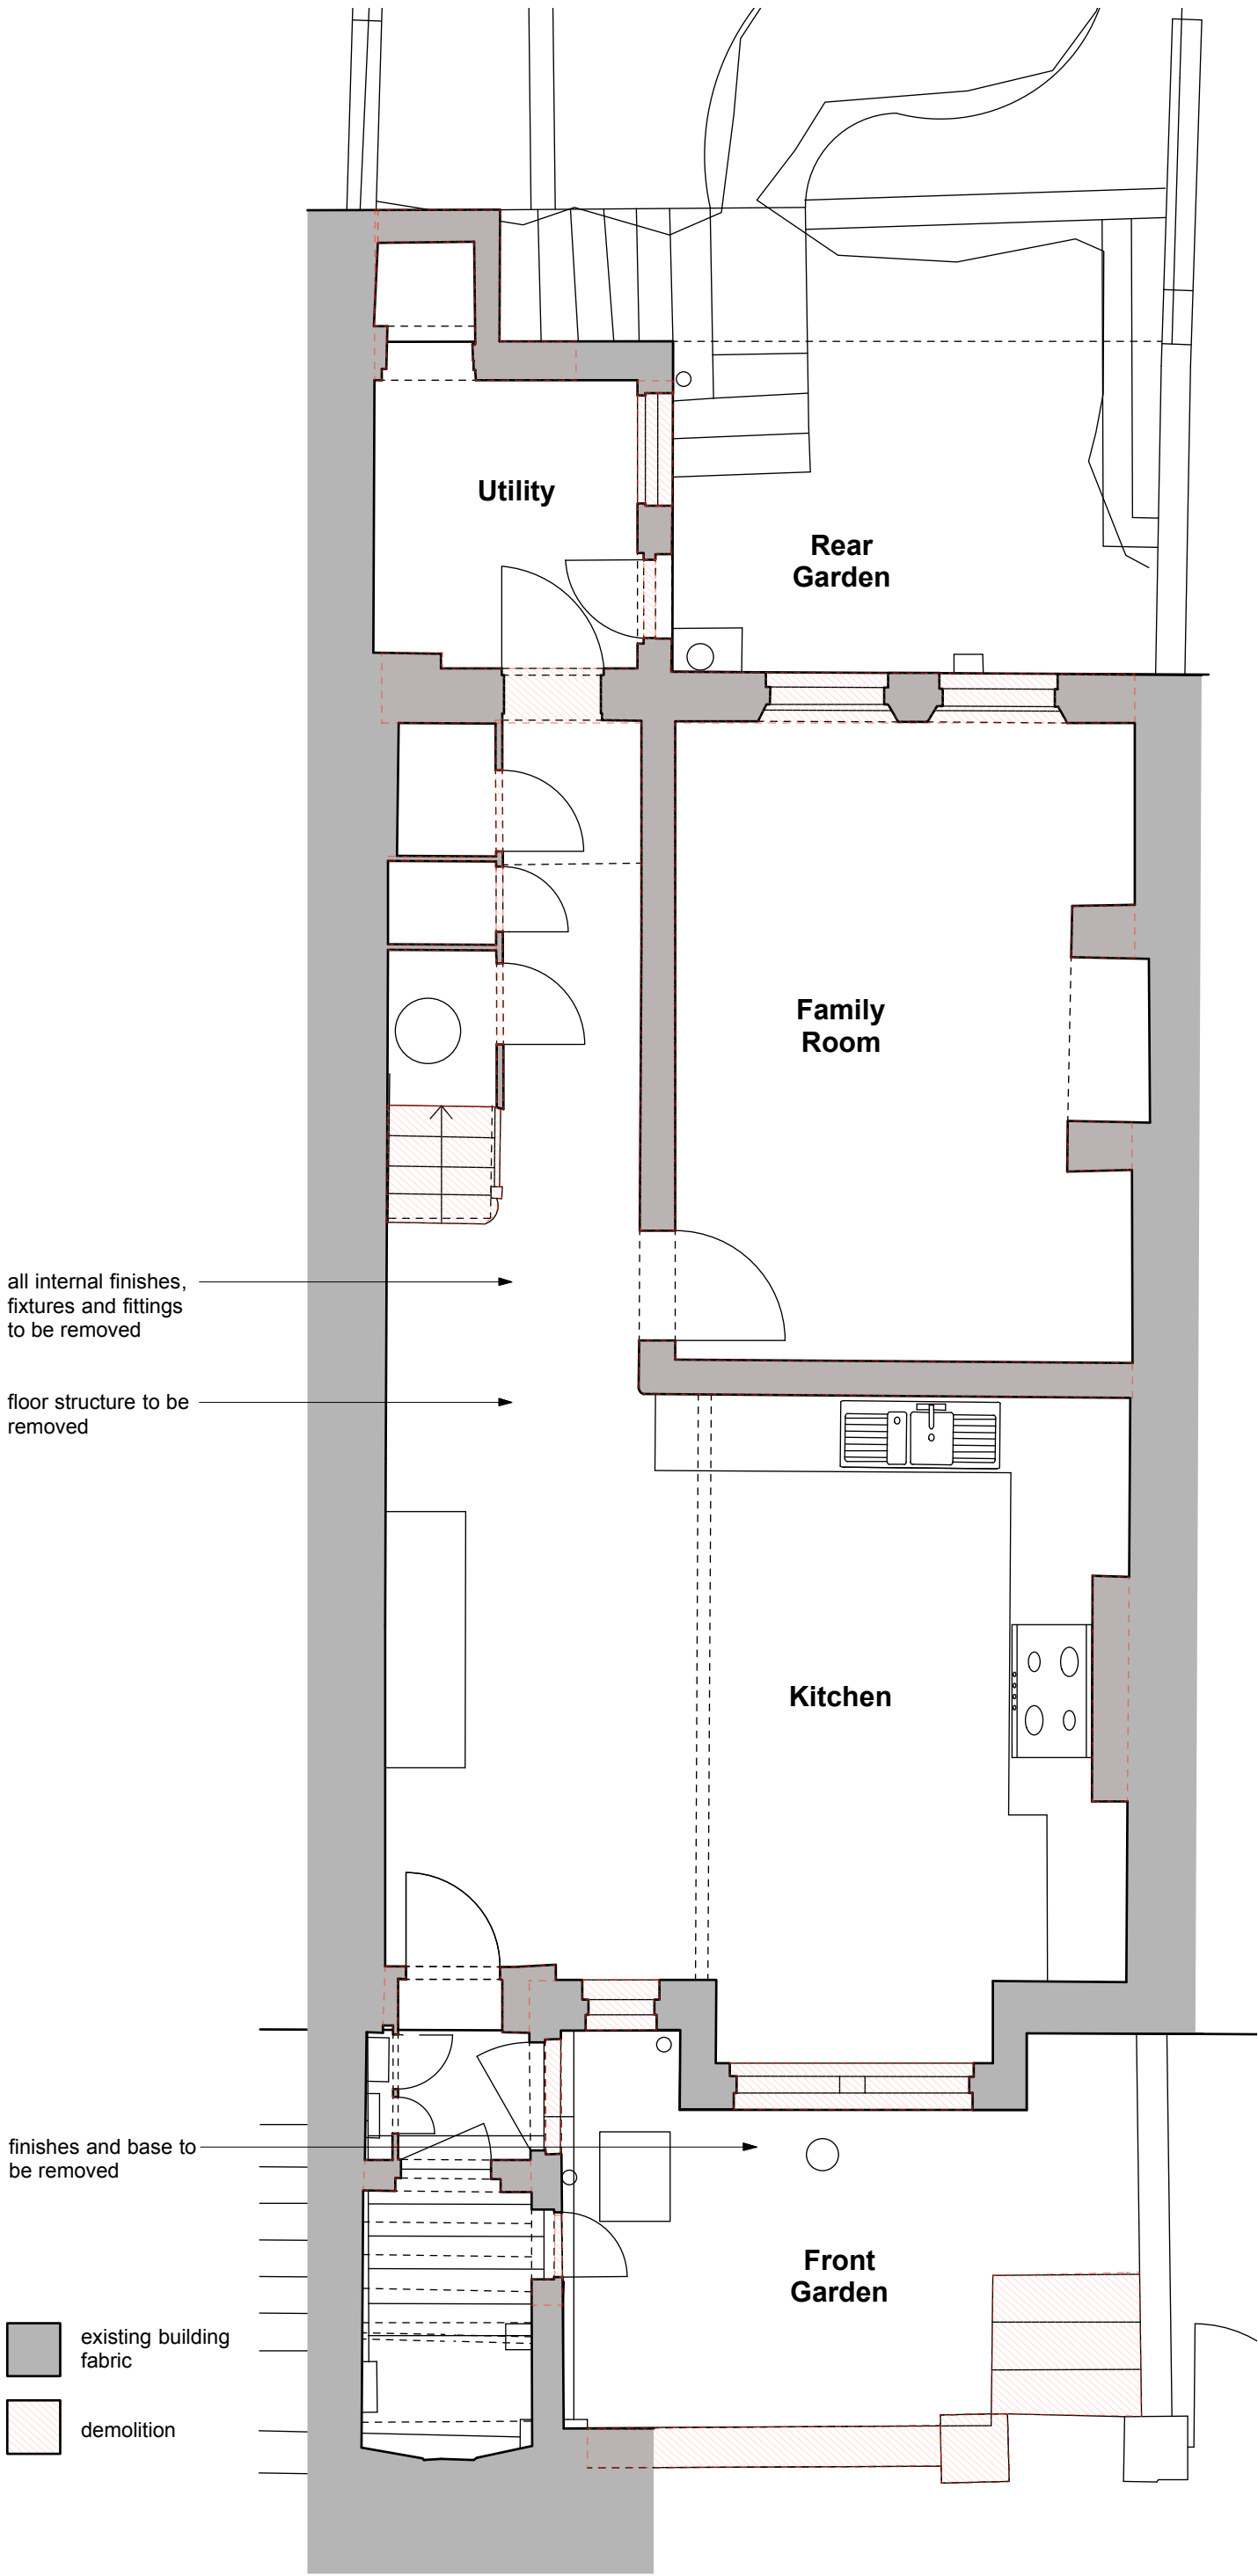 Utility
Rear
Garden
Family
Room
all internal finishes,
fixtures and fittings
to be removed
floor structure to be
removed
Kitchen
finishes and base to
be removed
Front
Garden
existing building
fabric
demolition